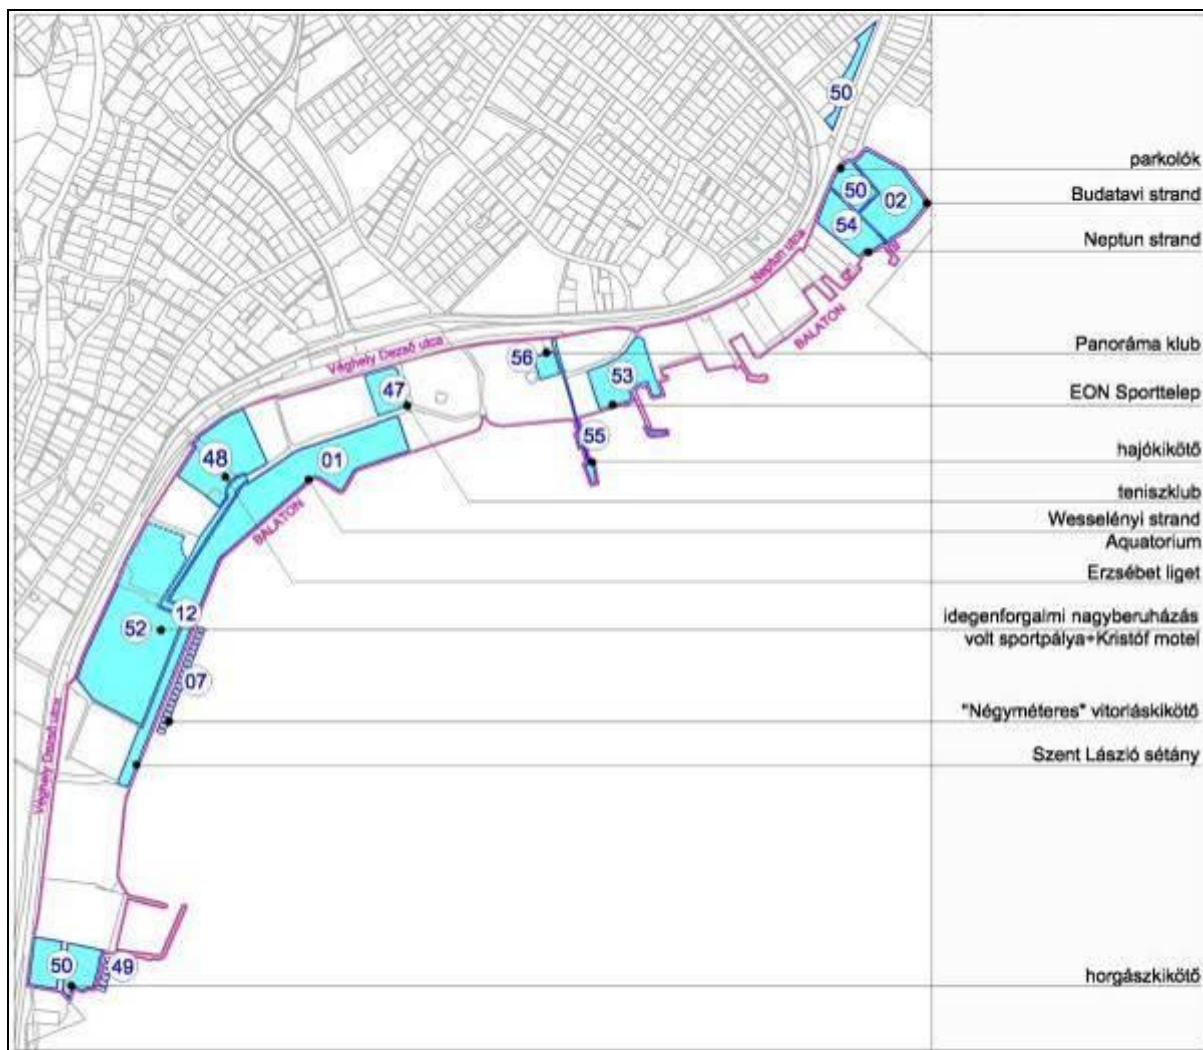 50
parkolók
50
02
Budatavi strand
54
Neptun strand
Neptun utca
BALATON
Véghely Dezső utca
56
Panoráma klub
53
47
EON Sporttelep
55
hajókikötő
48
01
teniszklub
BALATON
Wesselényi strand
Aquatorium
Erzsébet liget
12
52
idegenforgalmi nagyberuházás
volt sportpálya+Kristóf motel
07
"Négyméteres" vitorláskikötő
Véghely Dezső utca
Szent László sétány
50
49
horgászkikötő